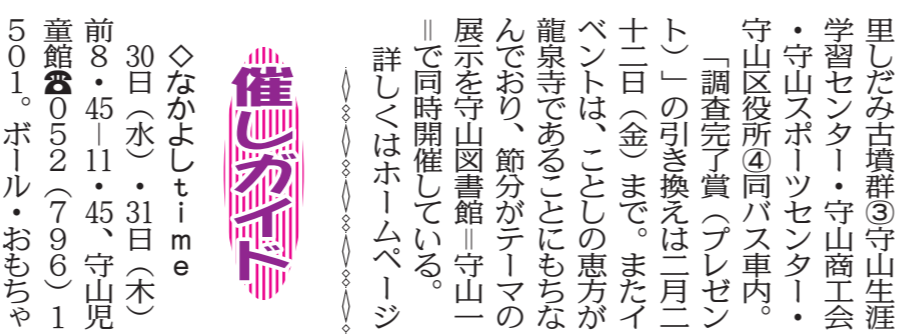 里しだみ古墳群③守山生涯
学習センター・守山商工会
・守山スポーツセンター・
守山区役所④同バス車内。
「調査完了賞（プレゼン
ト）」の引き換えは二月二
十二日（金）まで。またイ
ベントは、ことしの恵方が
龍泉寺であることにもちな
んでおり、節分がテーマの
展示を守山図書館＝守山一
＝で同時開催している。
詳しくはホームページ
催しガイド
◇なかよしｔｉｍｅ
30日（水）・31日（木）
前８・45―11・45、守山児
童館☎０５２（７９６）１
５０１。ボール・おもちゃ